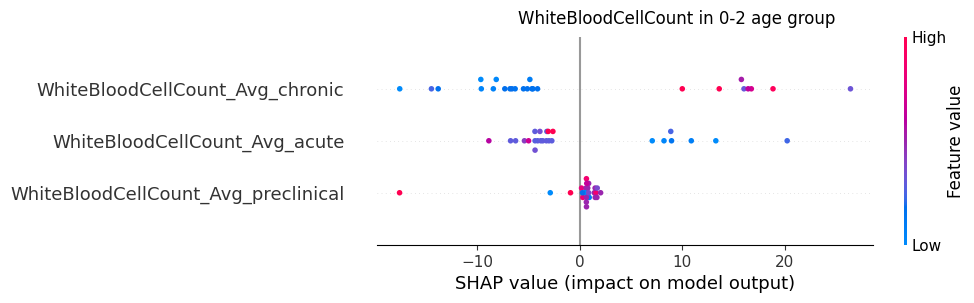 WhiteBloodCellCount in 0-2 age group
High
WhiteBloodCellCount_Avg_chronic
WhiteBloodCellCount_Avg_acute
WhiteBloodCellCount_Avg_preclinical
Feature value
Low
−10 0 10 20
SHAP value (impact on model output)